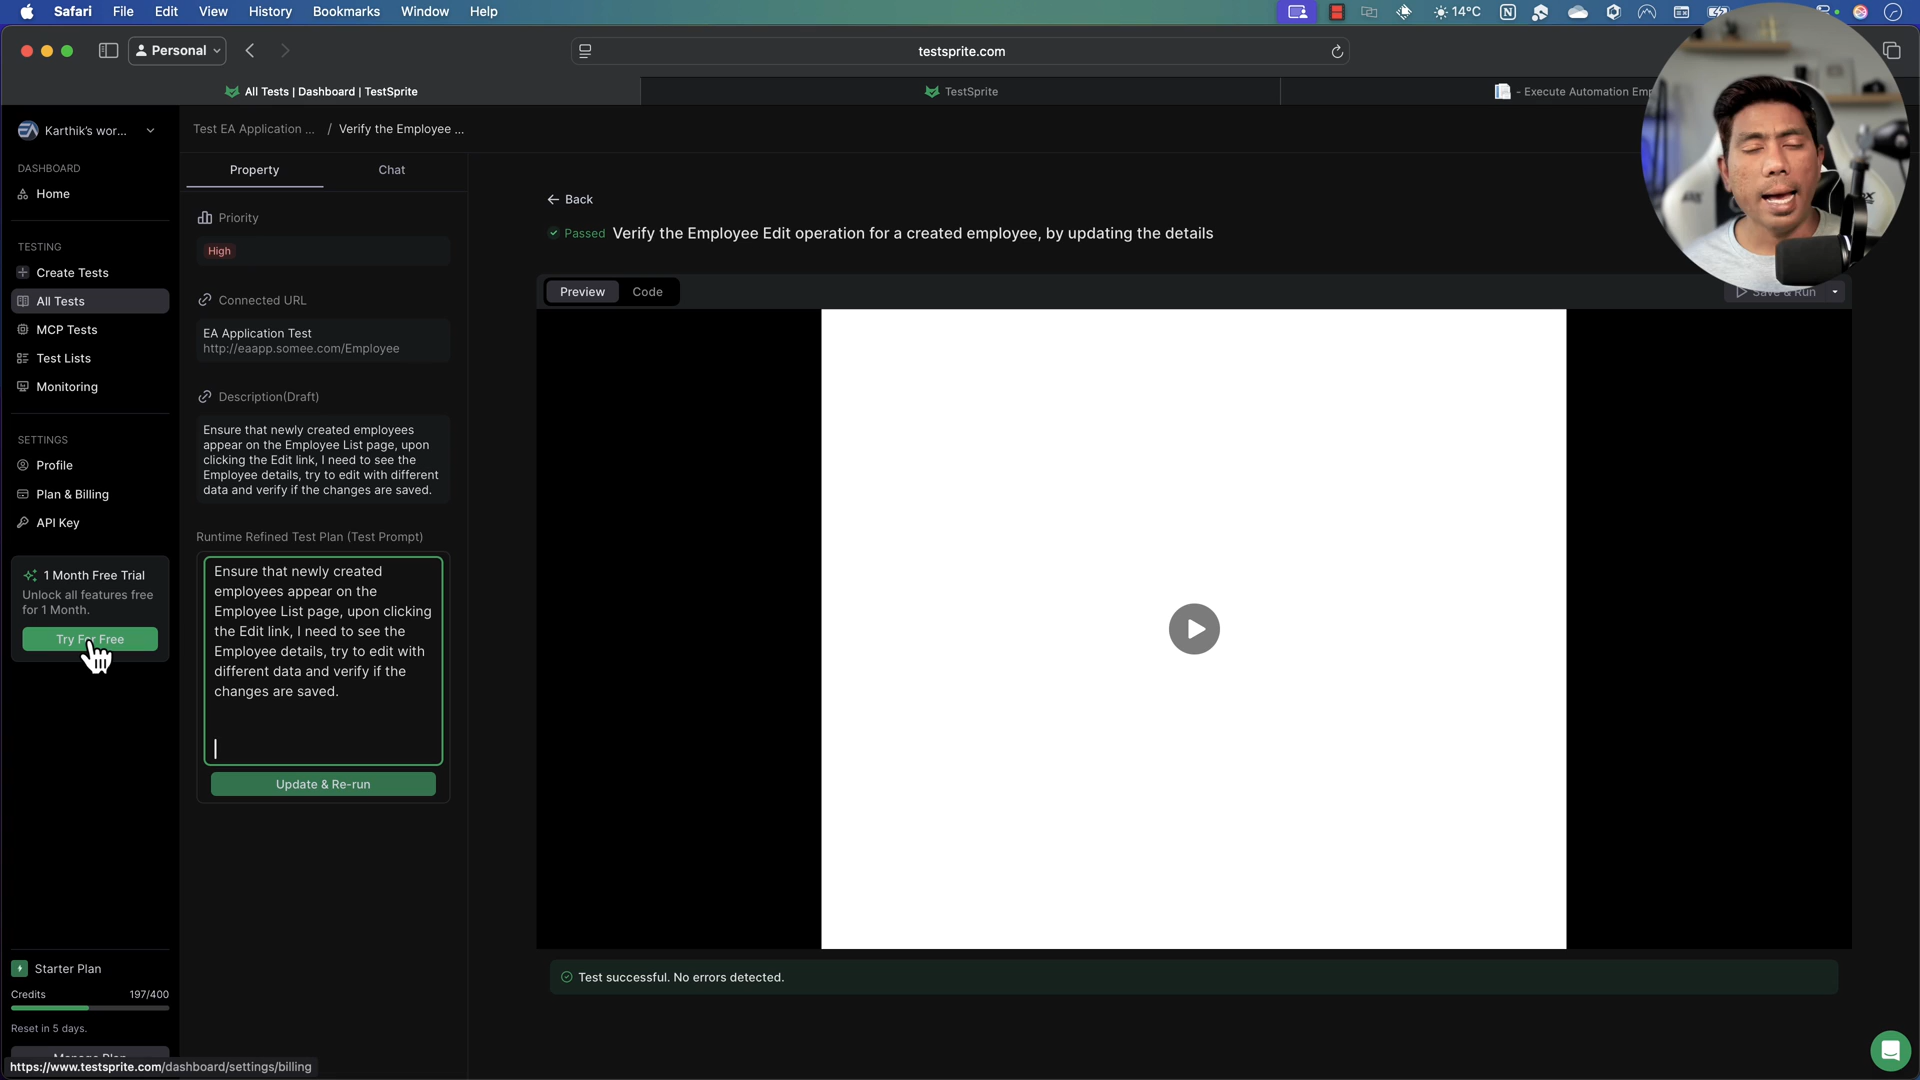 Safari File Edit View History Bookmarks Window Help
14°C
Personal
testsprite.com
All Tests | Dashboard | TestSprite
TestSprite
- Execute Automation Emp
Karthik's wor...
Test EA Application ... / Verify the Employee ...
DASHBOARD
Home
TESTING
Create Tests
All Tests
MCP Tests
Test Lists
Monitoring
SETTINGS
Profile
Plan & Billing
API Key
1 Month Free Trial
Unlock all features free
for 1 Month.
Try For Free
Starter Plan
Credits 197/400
Reset in 5 days.
Manage Plan
https://www.testsprite.com/dashboard/settings/billing
Property Chat
Priority
High
Connected URL
EA Application Test
http://eaapp.somee.com/Employee
Description(Draft)
Ensure that newly created employees
appear on the Employee List page, upon
clicking the Edit link, I need to see the
Employee details, try to edit with different
data and verify if the changes are saved.
Runtime Refined Test Plan (Test Prompt)
Ensure that newly created
employees appear on the
Employee List page, upon clicking
the Edit link, I need to see the
Employee details, try to edit with
different data and verify if the
changes are saved.
Update & Re-run
Back
Passed Verify the Employee Edit operation for a created employee, by updating the details
Preview Code
Save & Run
Test successful. No errors detected.